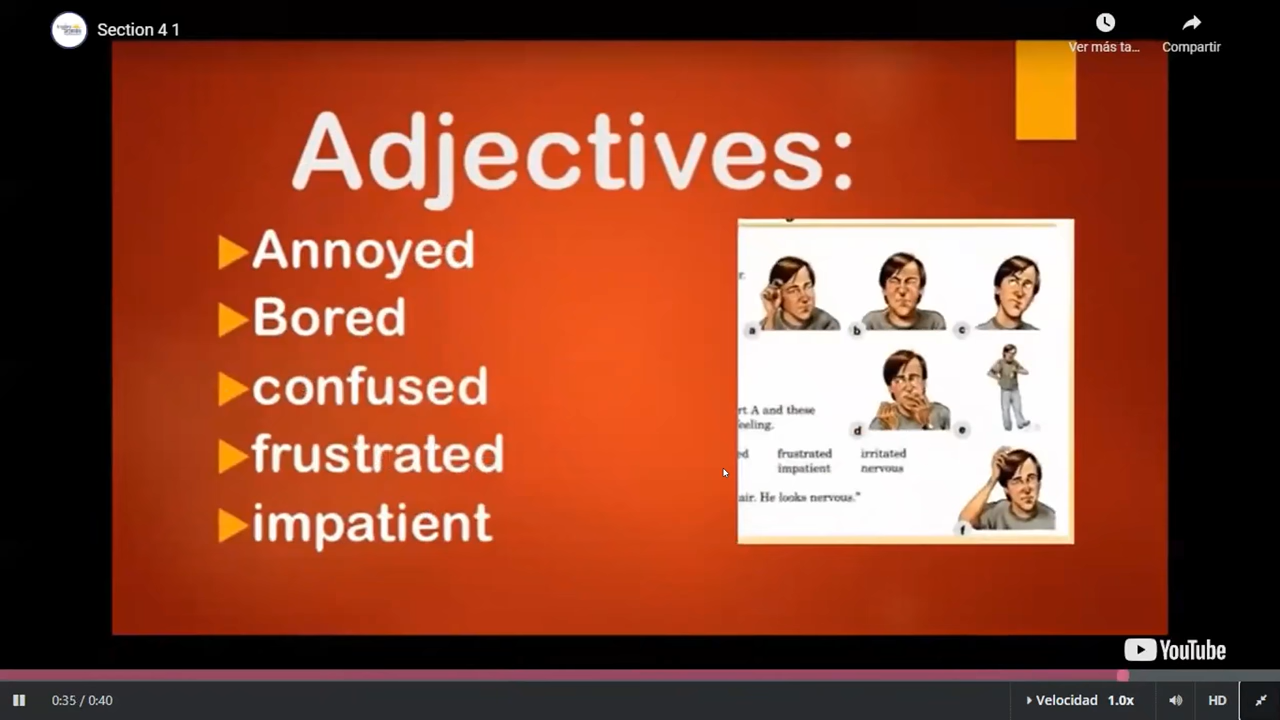 Section 4 1
Ver más ta...
Compartir
Adjectives:
Annoyed
Bored
confused
frustrated
impatient
a
b
c
d
e
rt A and these
eeling.
ed frustrated irritated
impatient nervous
air. He looks nervous."
f
YouTube
0:35 / 0:40
Velocidad 1.0x
HD